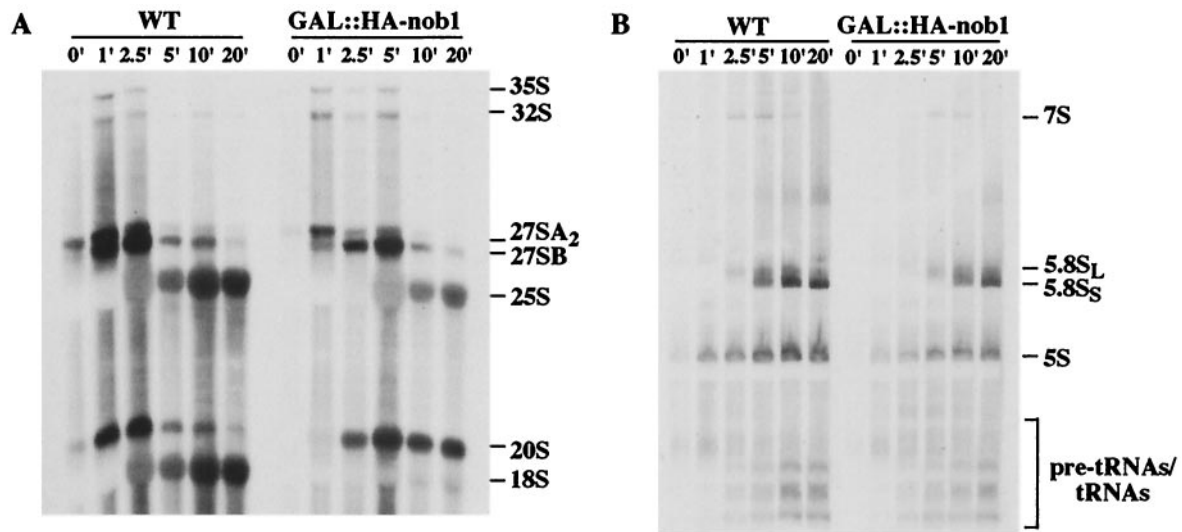 A
WT
GAL::HA-nob1
0' 1' 2.5' 5' 10' 20'
0' 1' 2.5' 5' 10' 20'
35S
32S
27SA2
27SB
25S
20S
18S
B
WT
GAL::HA-nob1
0' 1' 2.5' 5' 10' 20'
0' 1' 2.5' 5' 10' 20'
7S
5.8SL
5.8SS
5S
pre-tRNAs/
tRNAs